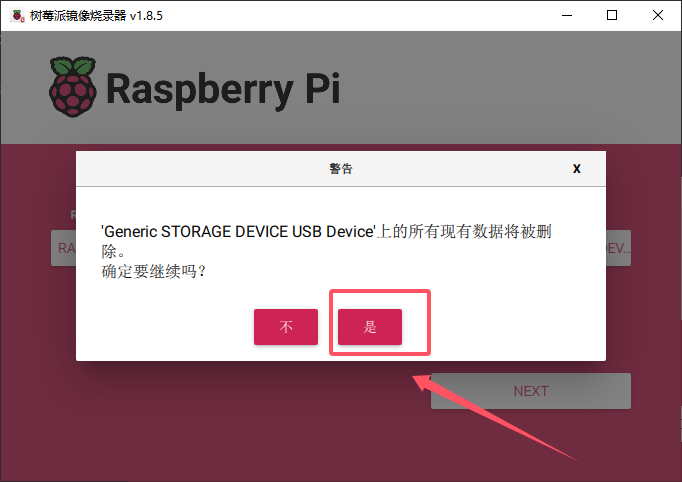 树莓派镜像烧录器 v1.8.5
Raspberry Pi
警告
X
R
'Generic STORAGE DEVICE USB Device'上的所有现有数据将被删
除。
确定要继续吗？
RA
DEV...
不
是
NEXT